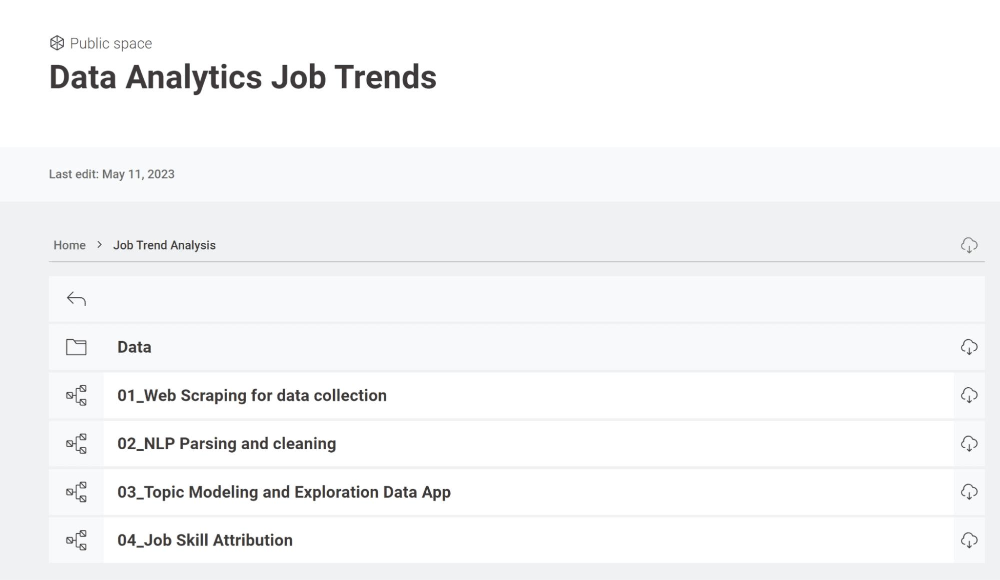 Public space
Data Analytics Job Trends
Last edit: May 11, 2023
Home > Job Trend Analysis
Data
01_Web Scraping for data collection
02_NLP Parsing and cleaning
03_Topic Modeling and Exploration Data App
04_Job Skill Attribution